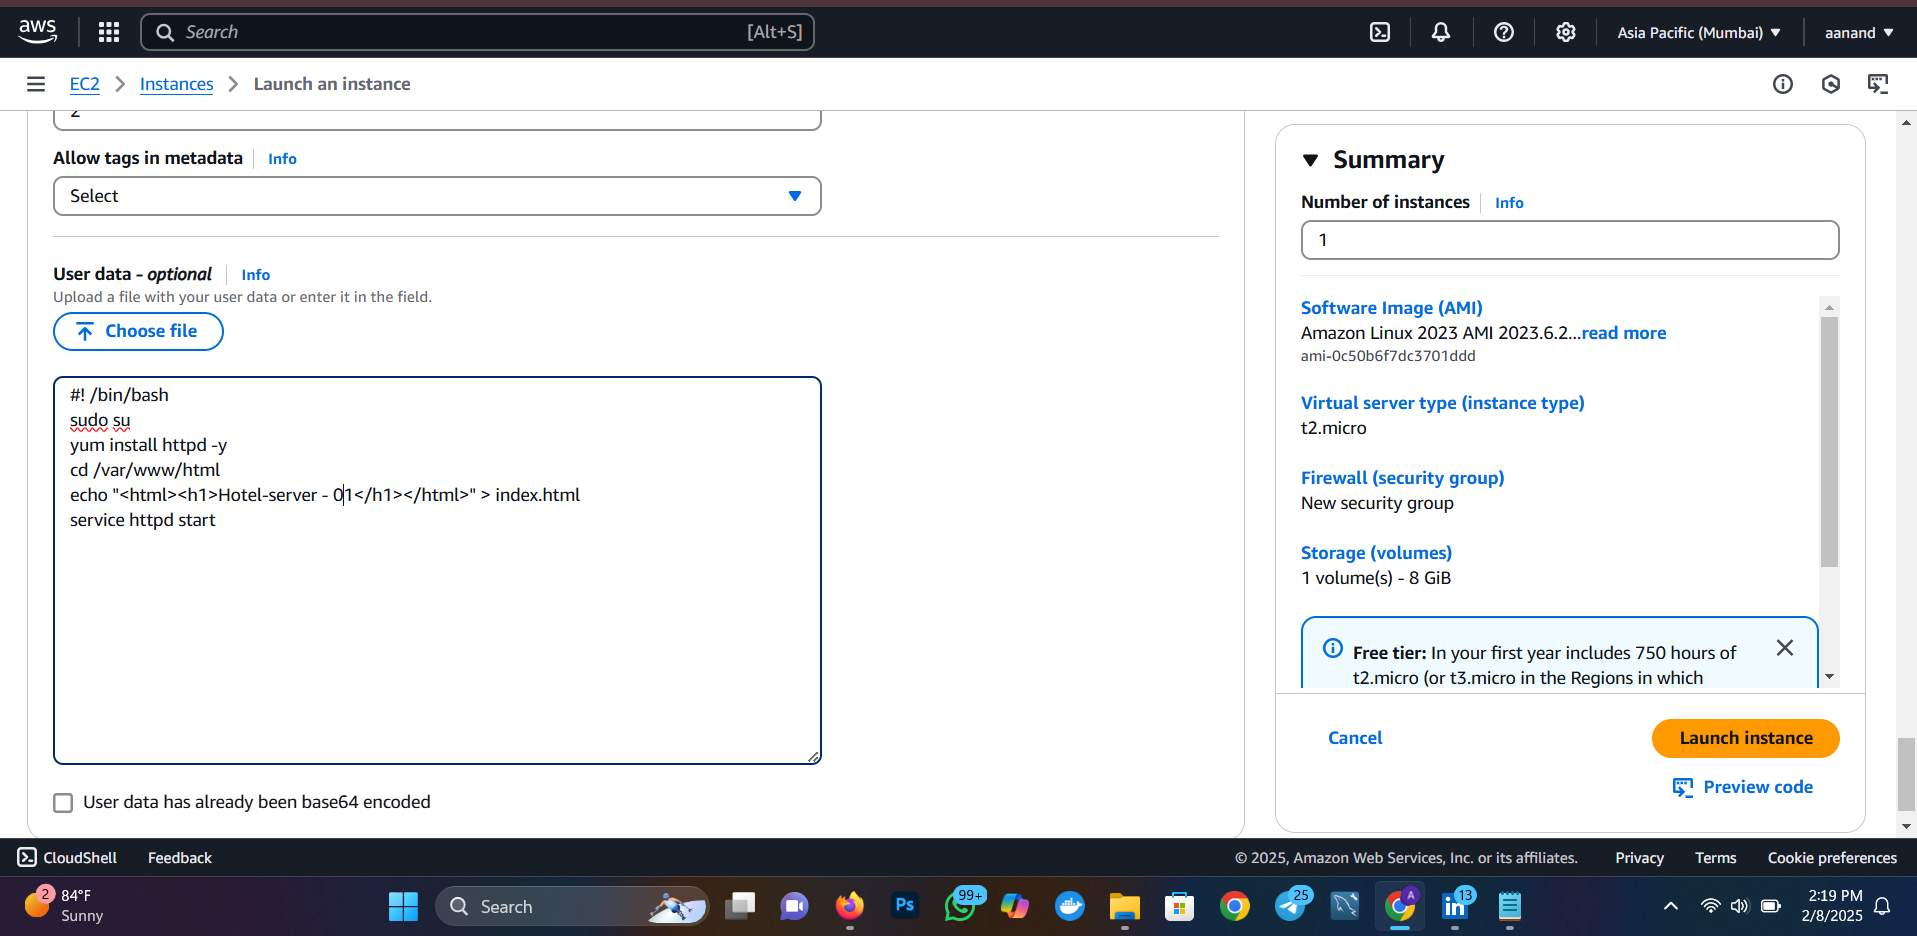 aws
Search
[Alt+S]
Asia Pacific (Mumbai)
aanand
EC2
Instances
Launch an instance
2
Allow tags in metadata
Info
Select
User data - optional
Info
Upload a file with your user data or enter it in the field.
Choose file
#! /bin/bash
sudo su
yum install httpd -y
cd /var/www/html
echo "<html><h1>Hotel-server - 01</h1></html>" > index.html
service httpd start
User data has already been base64 encoded
Summary
Number of instances
Info
1
Software Image (AMI)
Amazon Linux 2023 AMI 2023.6.2...read more
ami-0c50b6f7dc3701ddd
Virtual server type (instance type)
t2.micro
Firewall (security group)
New security group
Storage (volumes)
1 volume(s) - 8 GiB
Free tier: In your first year includes 750 hours of
t2.micro (or t3.micro in the Regions in which
Cancel
Launch instance
Preview code
CloudShell
Feedback
© 2025, Amazon Web Services, Inc. or its affiliates.
Privacy
Terms
Cookie preferences
2
84°F
Sunny
Search
Ps
99+
25
A
in
13
2:19 PM
2/8/2025